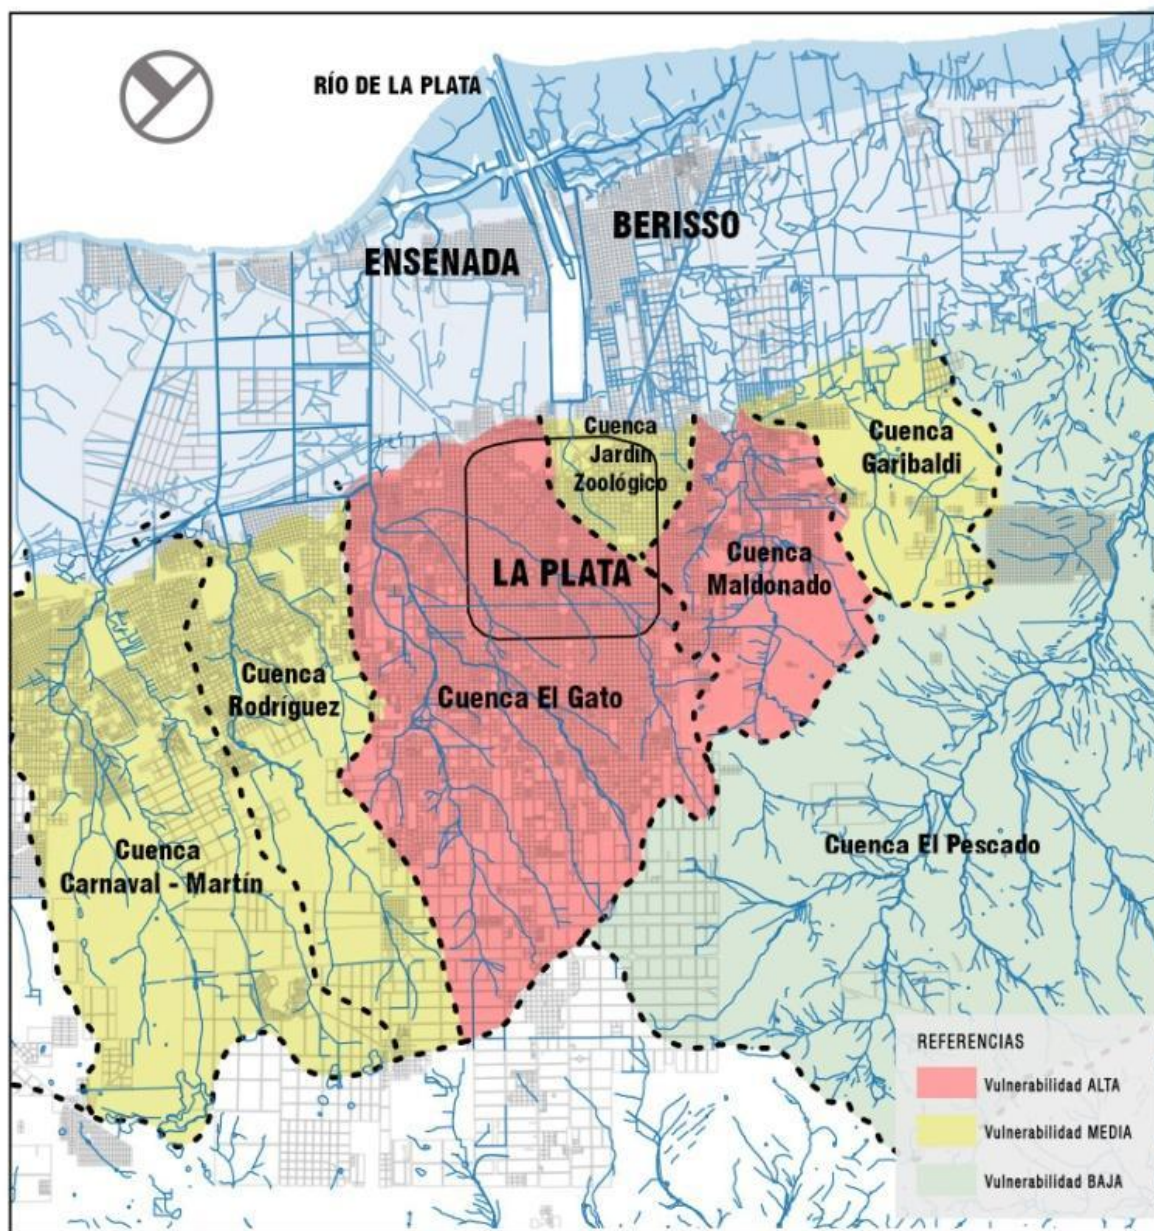 RÍO DE LA PLATA
BERISSO
ENSENADA
Cuenca
Jardín
Zoológico
Cuenca
Garibaldi
LA PLATA
Cuenca
Maldonado
Cuenca
Rodríguez
Cuenca El Gato
Cuenca
Carnaval - Martín
Cuenca El Pescado
REFERENCIAS
Vulnerabilidad ALTA
Vulnerabilidad MEDIA
Vulnerabilidad BAJA